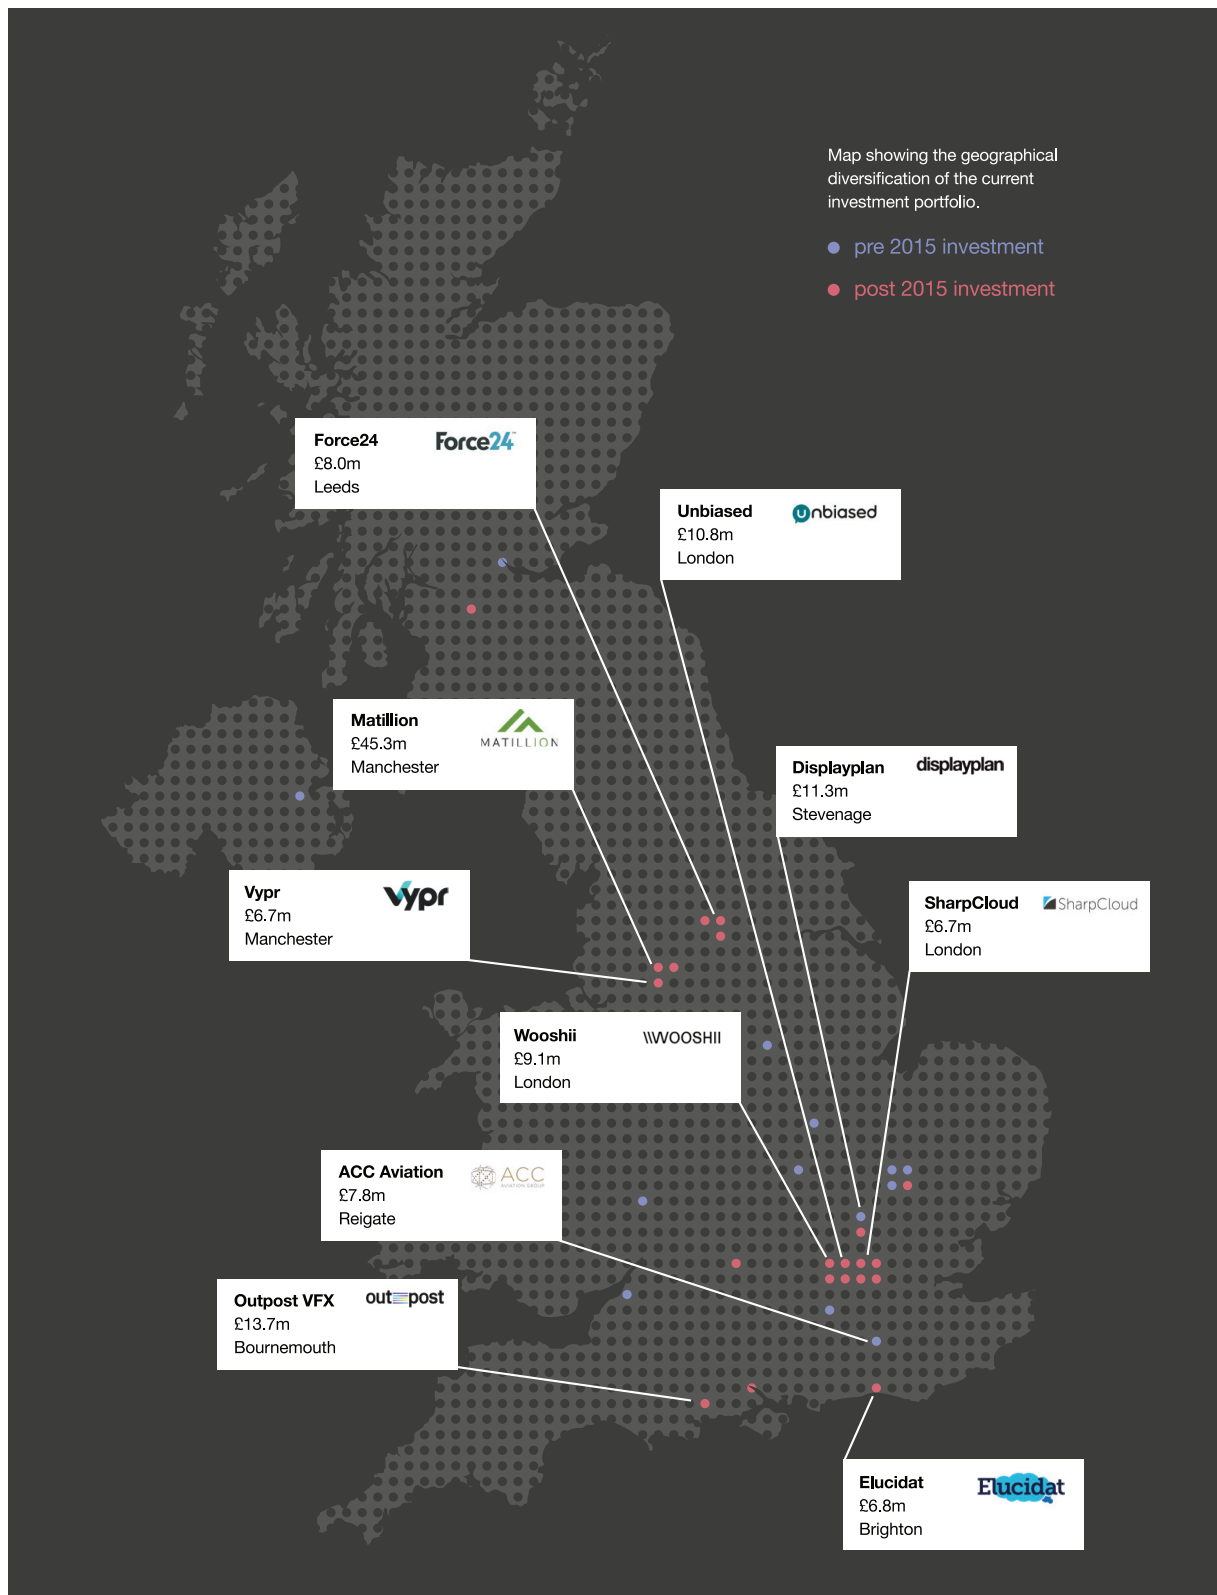 Map showing the geographical
diversification of the current
investment portfolio.
pre 2015 investment
post 2015 investment
Force24
Force24™
£8.0m
Leeds
Unbiased
unbiased
£10.8m
London
Matillion
MATILLION
£45.3m
Manchester
Displayplan
displayplan
£11.3m
Stevenage
Vypr
Vypr
£6.7m
Manchester
SharpCloud
SharpCloud
£6.7m
London
Wooshii
\\WOOSHII
£9.1m
London
ACC Aviation
ACC
AVIATION GROUP
£7.8m
Reigate
Outpost VFX
outpost
£13.7m
Bournemouth
Elucidat
Elucidat
£6.8m
Brighton